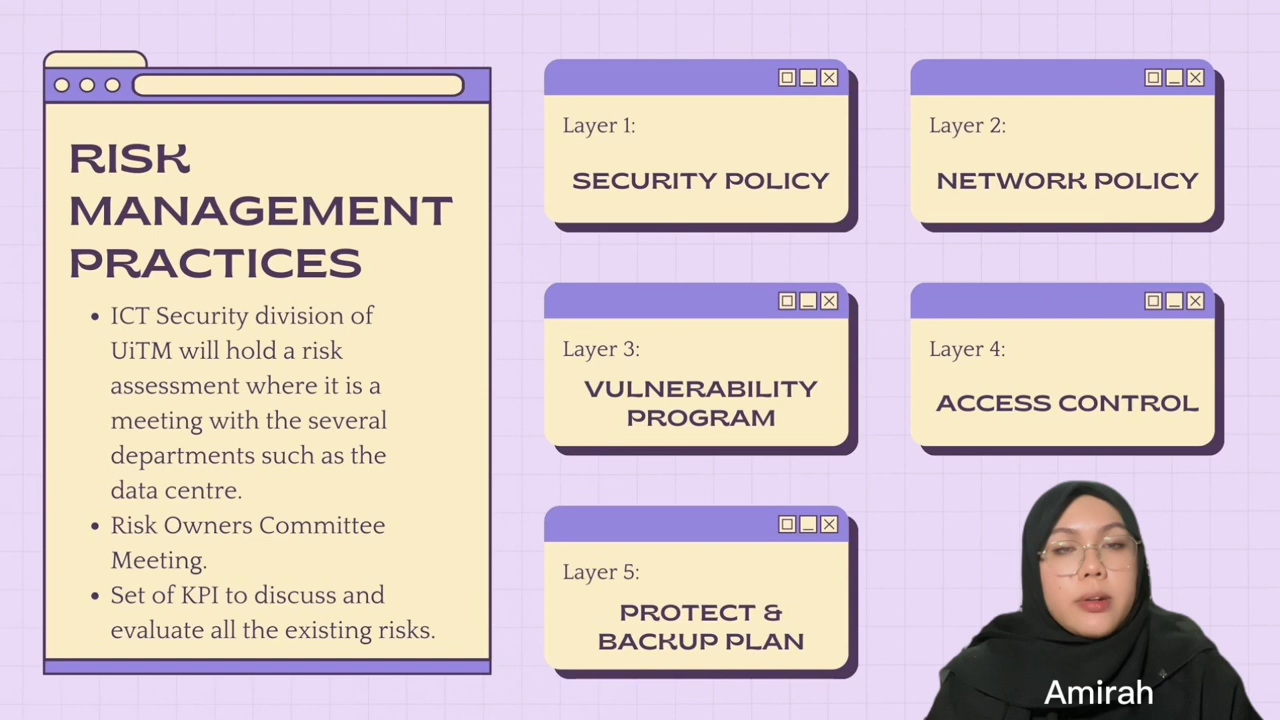 RISK
MANAGEMENT
PRACTICES
• ICT Security division of
UiTM will hold a risk
assessment where it is a
meeting with the several
departments such as the
data centre.
• Risk Owners Committee
Meeting.
• Set of KPI to discuss and
evaluate all the existing risks.
Layer 1:
SECURITY POLICY
Layer 2:
NETWORK POLICY
Layer 3:
VULNERABILITY
PROGRAM
Layer 4:
ACCESS CONTROL
Layer 5:
PROTECT &
BACKUP PLAN
Amirah